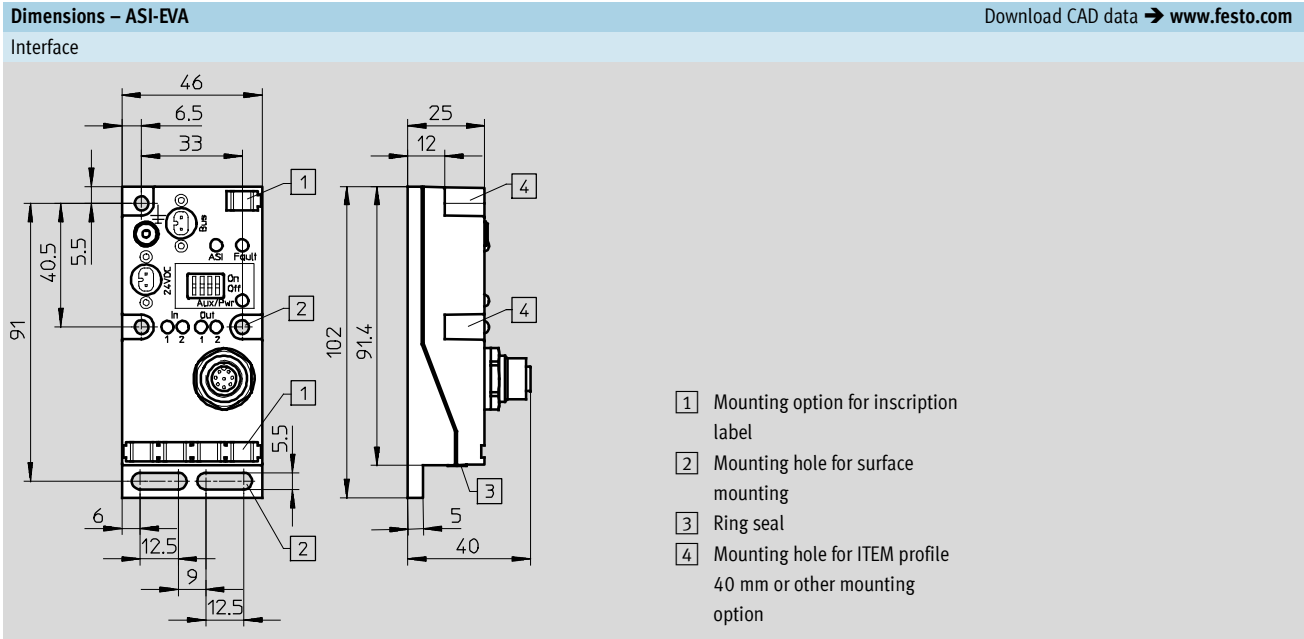 Dimensions – ASI-EVA
Download CAD data ➔ www.festo.com
Interface
46
6.5
33
1
5.5
40.5
91
Bus
ASI Fault
24VDC
On
Off
Aux/Pwr
2
In Out
1 2 1 2
1
5.5
6
12.5
2
9
12.5
25
12
4
4
102
91.4
3
5
40
1 Mounting option for inscription
label
2 Mounting hole for surface
mounting
3 Ring seal
4 Mounting hole for ITEM profile
40 mm or other mounting
option